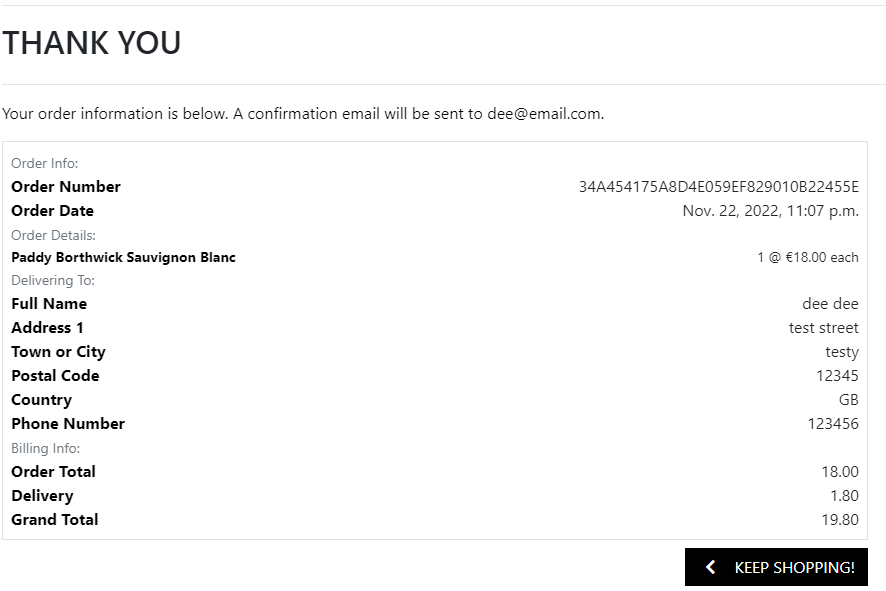 THANK YOU
Your order information is below. A confirmation email will be sent to dee@email.com.
Order Info:
Order Number 34A454175A8D4E059EF829010B22455E
Order Date Nov. 22, 2022, 11:07 p.m.
Order Details:
Paddy Borthwick Sauvignon Blanc 1 @ €18.00 each
Delivering To:
Full Name dee dee
Address 1 test street
Town or City testy
Postal Code 12345
Country GB
Phone Number 123456
Billing Info:
Order Total 18.00
Delivery 1.80
Grand Total 19.80
KEEP SHOPPING!